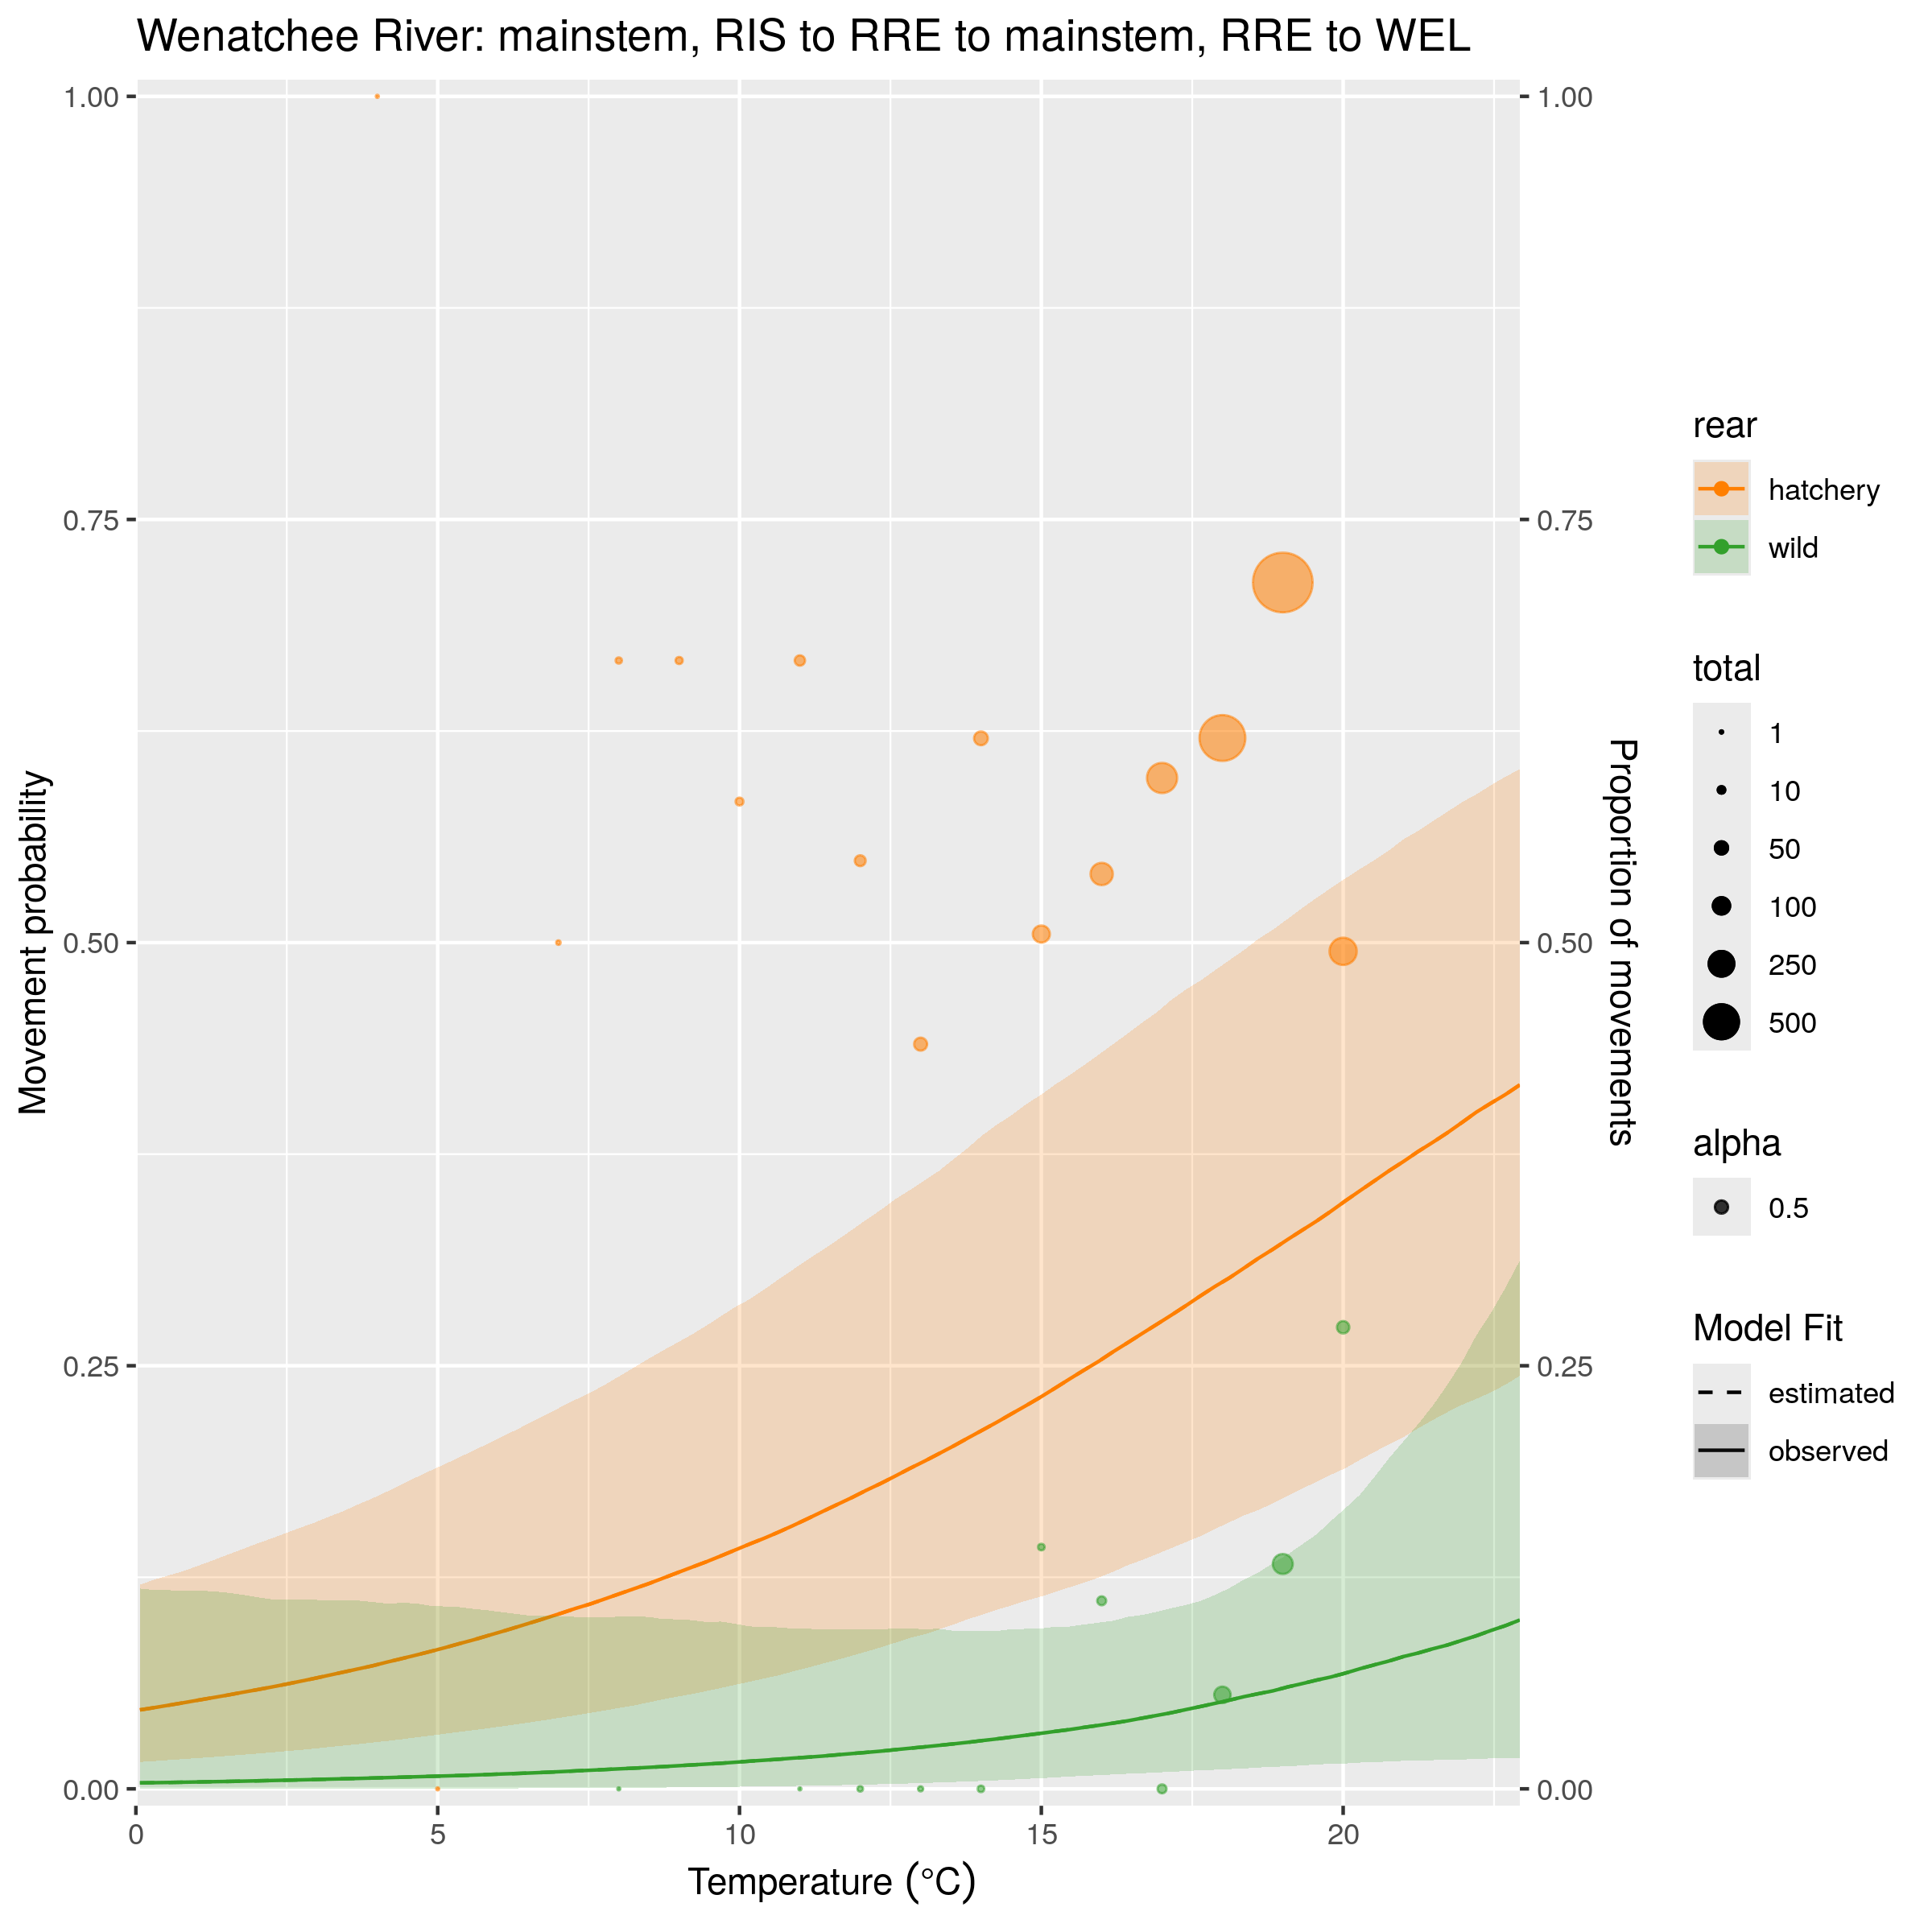 Wenatchee River: mainstem, RIS to RRE to mainstem, RRE to WEL
1.00
0.75
0.50
0.25
0.00
Movement probability
1.00
0.75
0.50
0.25
0.00
Proportion of movements
0
5
10
15
20
Temperature (°C)
rear
hatchery
wild
total
1
10
50
100
250
500
alpha
0.5
Model Fit
estimated
observed